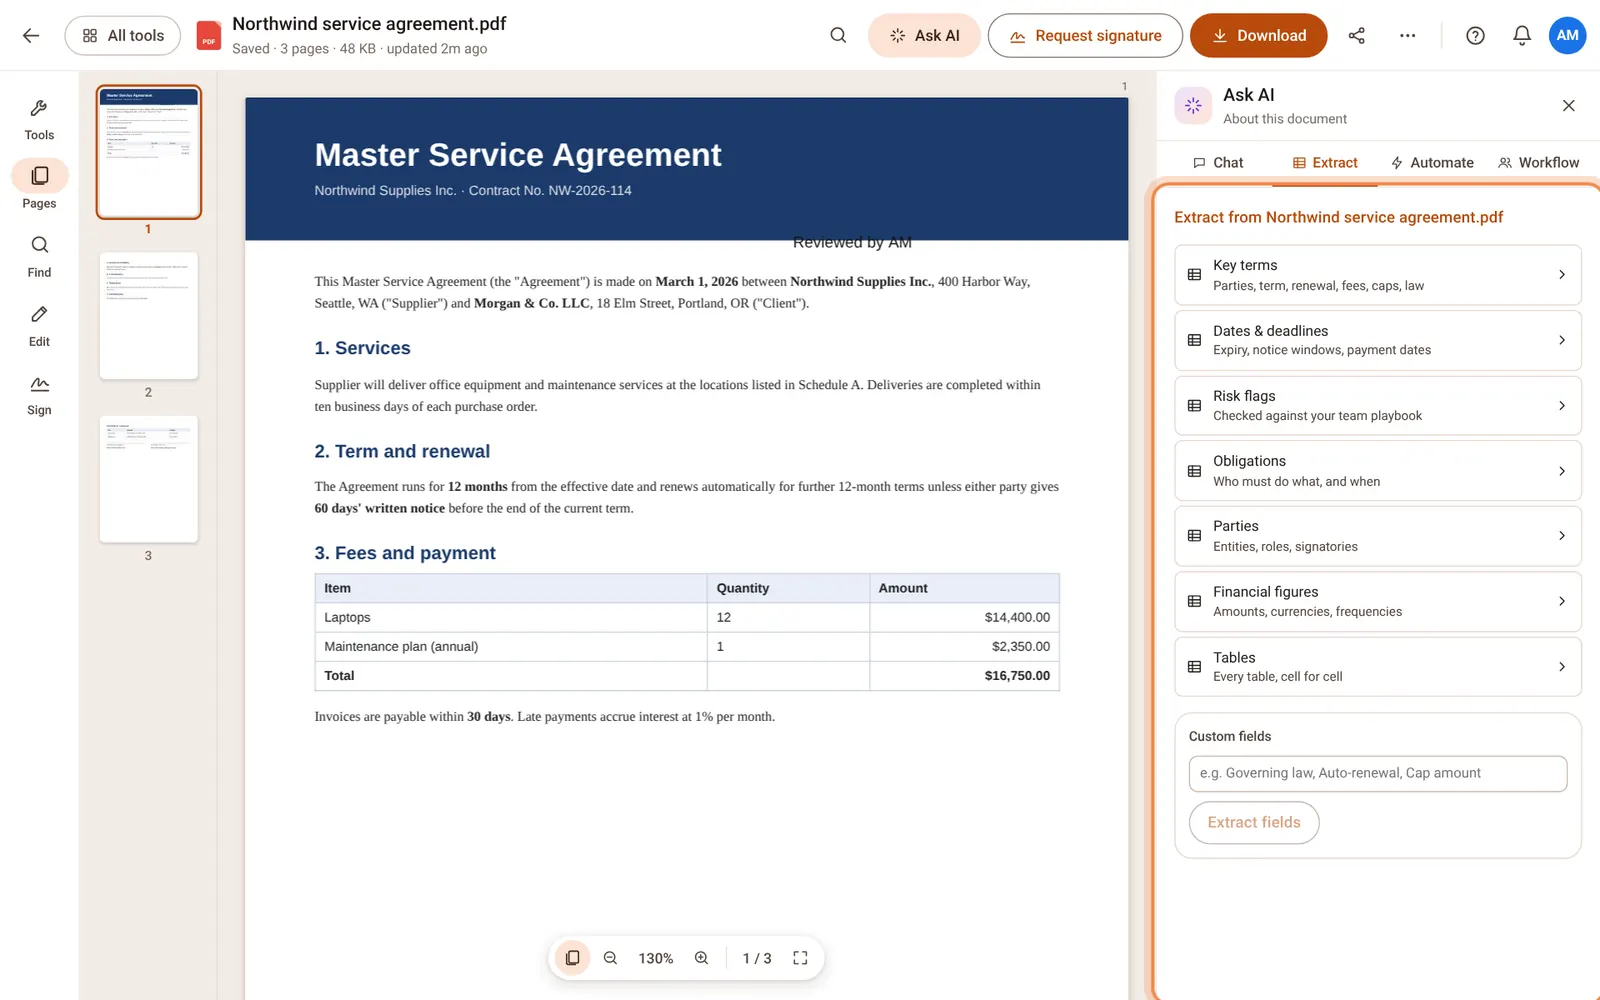 All tools
PDF
Northwind service agreement.pdf
Saved · 3 pages · 48 KB · updated 2m ago
Ask AI
Request signature
Download
AM
Tools
Pages
Find
Edit
Sign
1
2
3
1
Master Service Agreement
Northwind Supplies Inc. · Contract No. NW-2026-114
Reviewed by AM
This Master Service Agreement (the "Agreement") is made on March 1, 2026 between Northwind Supplies Inc., 400 Harbor Way,
Seattle, WA ("Supplier") and Morgan & Co. LLC, 18 Elm Street, Portland, OR ("Client").
1. Services
Supplier will deliver office equipment and maintenance services at the locations listed in Schedule A. Deliveries are completed within
ten business days of each purchase order.
2. Term and renewal
The Agreement runs for 12 months from the effective date and renews automatically for further 12-month terms unless either party gives
60 days' written notice before the end of the current term.
3. Fees and payment
Item Quantity Amount
Laptops 12 $14,400.00
Maintenance plan (annual) 1 $2,350.00
Total $16,750.00
Invoices are payable within 30 days. Late payments accrue interest at 1% per month.
130%
1 / 3
Ask AI
About this document
Chat Extract Automate Workflow
Extract from Northwind service agreement.pdf
Key terms
Parties, term, renewal, fees, caps, law
Dates & deadlines
Expiry, notice windows, payment dates
Risk flags
Checked against your team playbook
Obligations
Who must do what, and when
Parties
Entities, roles, signatories
Financial figures
Amounts, currencies, frequencies
Tables
Every table, cell for cell
Custom fields
e.g. Governing law, Auto-renewal, Cap amount
Extract fields